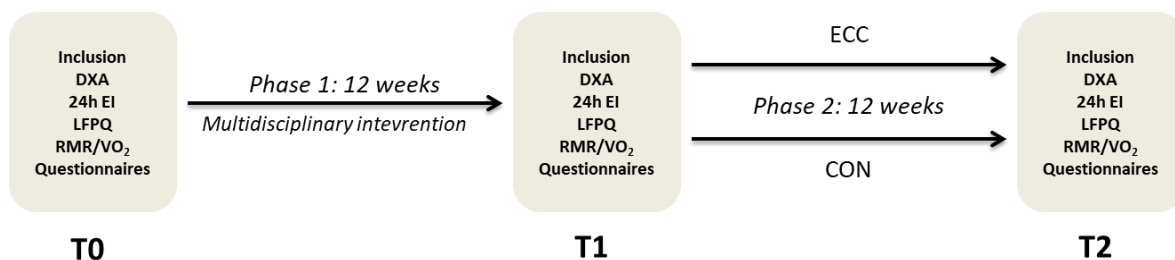 Inclusion
DXA
24h EI
LFPQ
RMR/VO₂
Questionnaires
T0
Phase 1: 12 weeks
Multidisciplinary intevrention
Inclusion
DXA
24h EI
LFPQ
RMR/VO₂
Questionnaires
T1
ECC
Phase 2: 12 weeks
CON
Inclusion
DXA
24h EI
LFPQ
RMR/VO₂
Questionnaires
T2